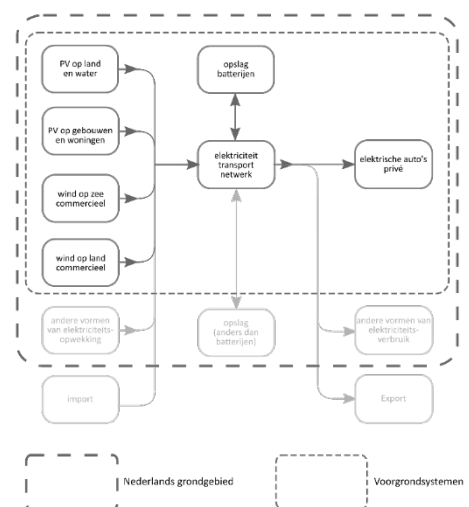 PV op land
en water
opslag
batterijen
PV op gebouwen
en woningen
elektriciteit
transport
netwerk
elektrische auto's
privé
wind op zee
commercieel
wind op land
commercieel
andere vormen
van elektriciteits-
opwekking
opslag
(anders dan
batterijen)
andere vormen van
elektriciteits-
verbruik
import
Export
Nederlands grondgebied
Voorgrondsystemen